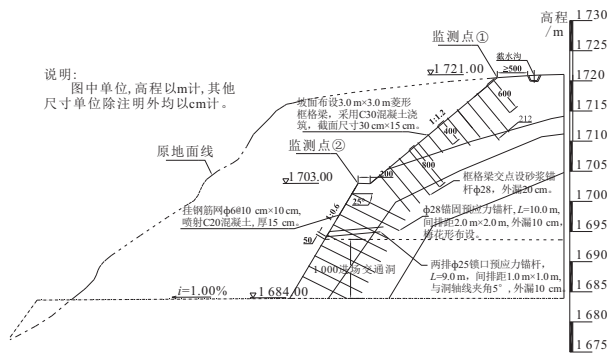 高程
/m
1 730
1 725
1 720
1 715
1 710
1 705
1 700
1 695
1 690
1 685
1 680
1 675
监测点①
截水沟
≥500
1 721.00
说明:
图中单位,高程以m计,其他
尺寸单位除注明外均以cm计。
坡面布设3.0 m×3.0 m菱形
框格梁，采用C30混凝土浇
筑，截面尺寸30 cm×15 cm。
1:1.2
600
400
800
212
原地面线
监测点②
1 703.00
200
25°
框格梁交点设砂浆锚
杆ϕ28，外漏20 cm。
挂钢筋网ϕ6@10 cm×10 cm,
喷射C20混凝土,厚15 cm。
1:0.6
50
ϕ28锚固预应力锚杆, L=10.0 m,
间排距2.0 m×2.0 m, 外漏10 cm,
梅花形布设。
1 000进场交通洞
两排ϕ25锁口预应力锚杆,
L=9.0 m，间排距1.0 m×1.0 m,
与洞轴线夹角5°, 外漏10 cm。
i=1.00%
1 684.00